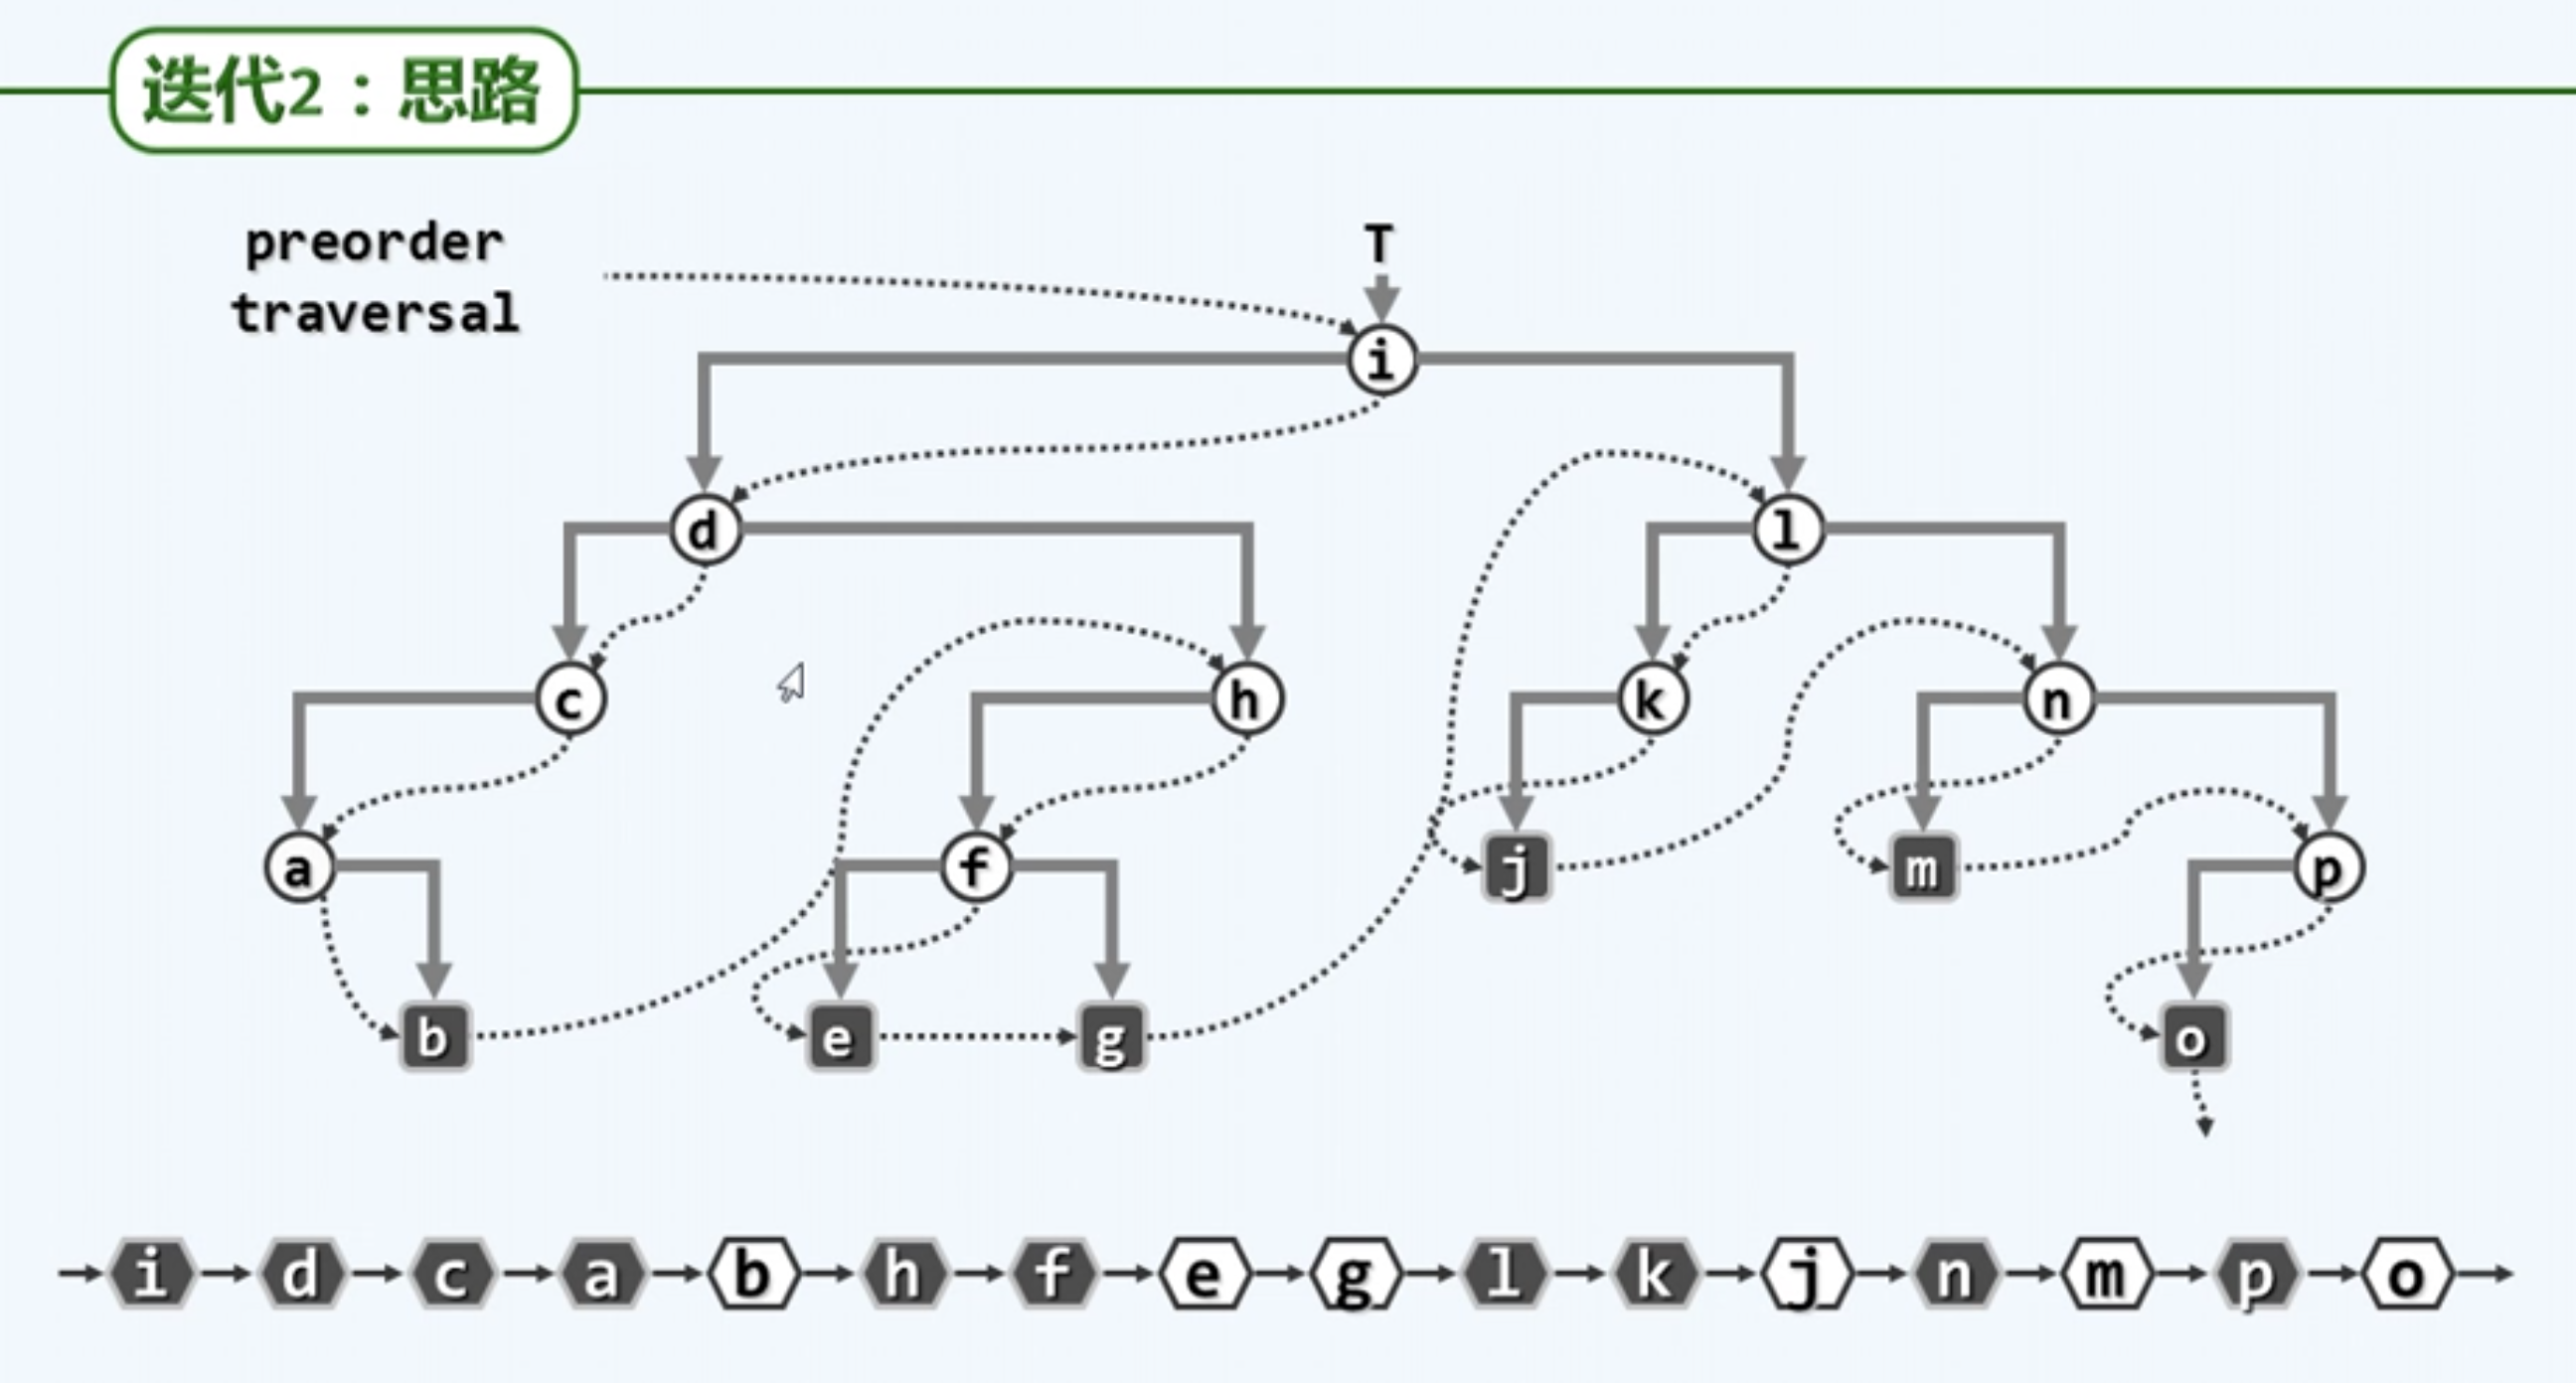 迭代2：思路
preorder
traversal
T
i
d
l
c
h
k
n
a
f
j
m
p
b
e
g
o
i d c a b h f e g l k j n m p o